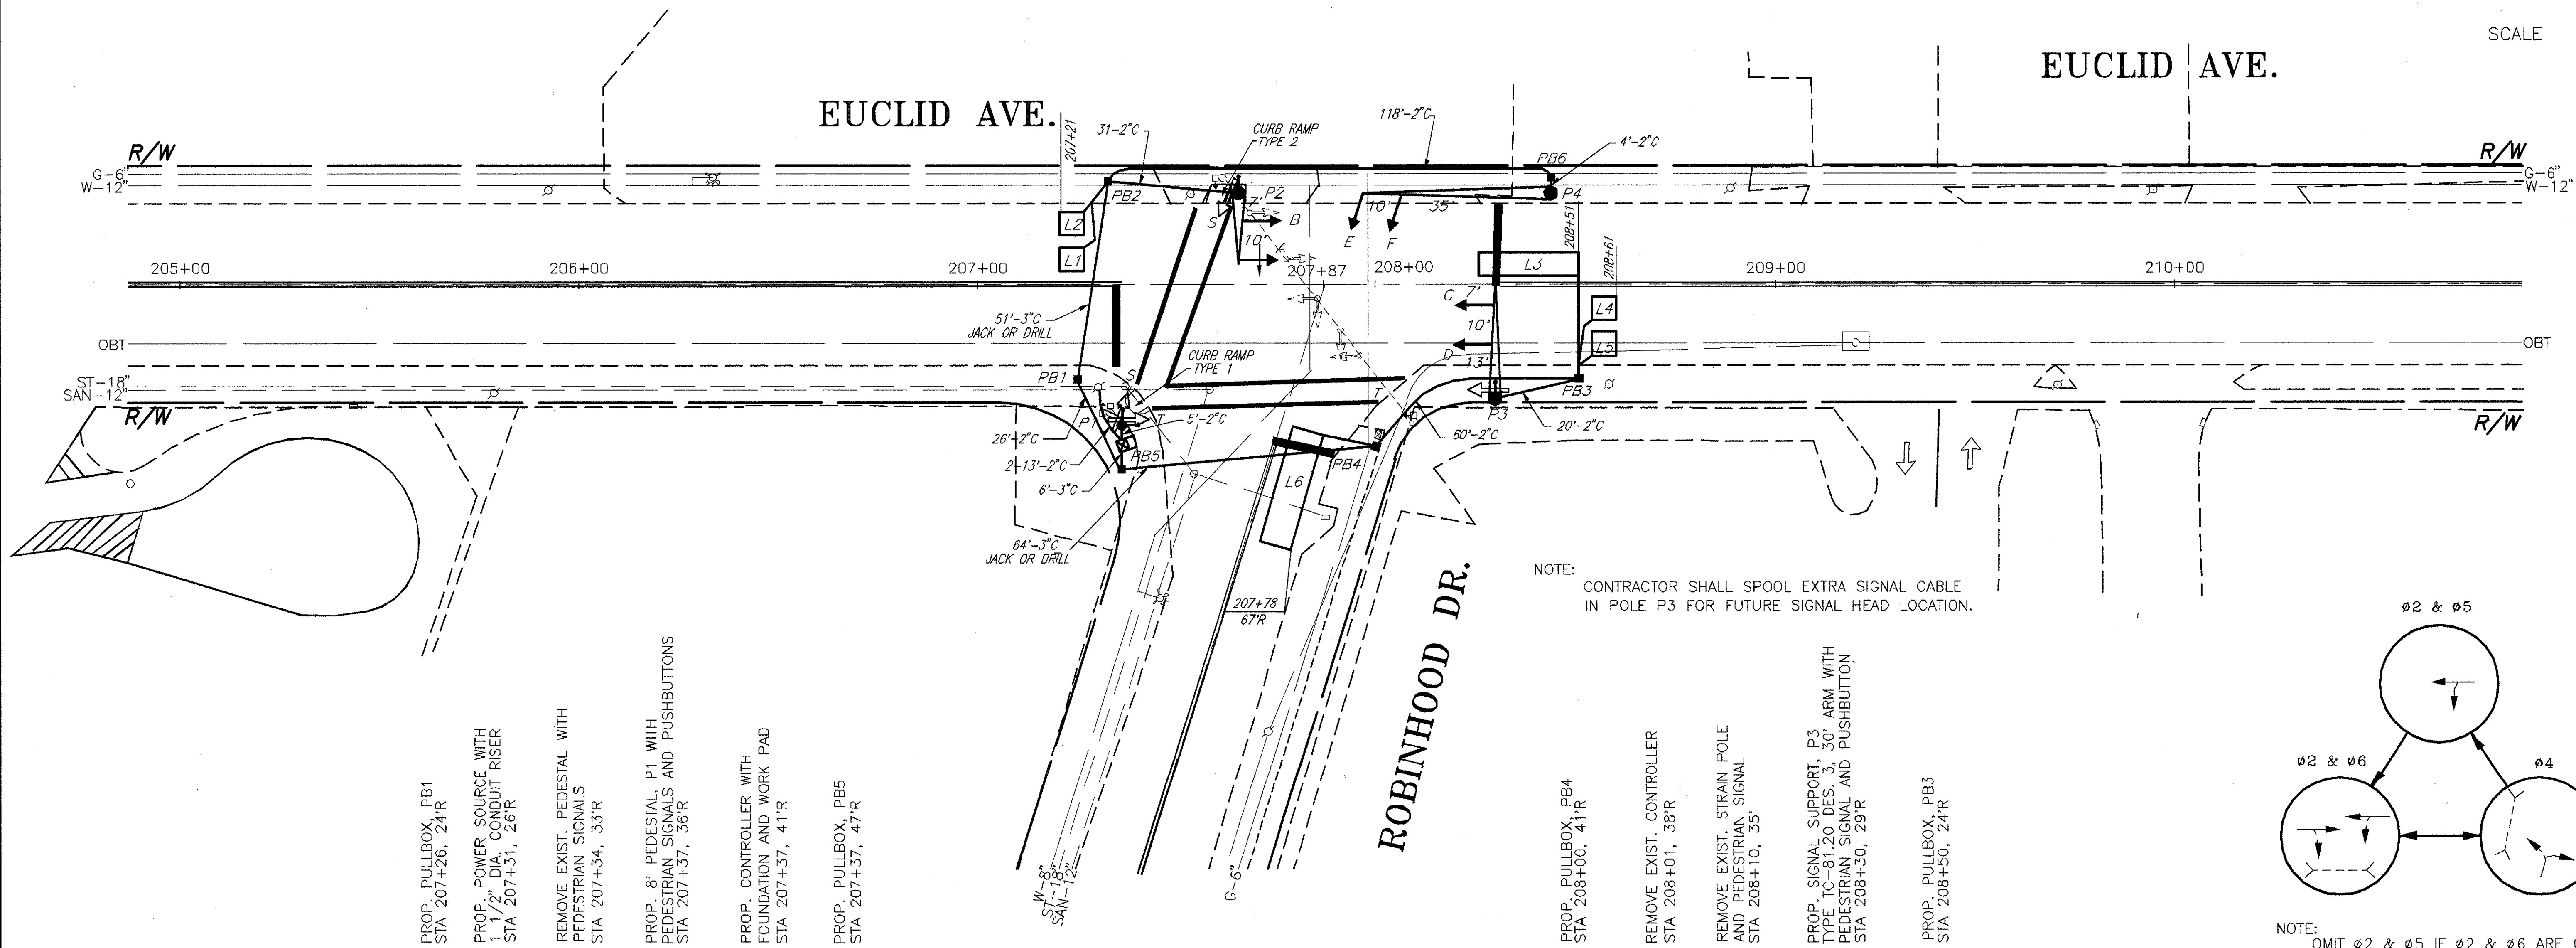 SCALE
EUCLID AVE.
EUCLID AVE.
207+21
31-2"C
CURB RAMP
TYPE 2
118'-2"C
4'-2"C
R/W
R/W
G-6"
W-12"
G-6"
W-12"
PB2
P2
PB6
P4
7'
S
B
10'
A
10'
35'
E
F
208+51
208+61
L2
L1
L3
205+00
206+00
207+00
207+87
208+00
209+00
210+00
C
7'
10'
D
13'
L4
L5
51'-3"C
JACK OR DRILL
OBT
OBT
CURB RAMP
TYPE 1
ST-18"
SAN-12"
PB1
S
T
T
PB3
P3
R/W
R/W
P1
5'-2"C
26'-2"C
2-13'-2"C
6'-3"C
PB5
PB4
60'-2"C
20'-2"C
L6
64'-3"C
JACK OR DRILL
207+78
67'R
NOTE:
CONTRACTOR SHALL SPOOL EXTRA SIGNAL CABLE
IN POLE P3 FOR FUTURE SIGNAL HEAD LOCATION.
ROBINHOOD DR.
W-8"
ST-18"
SAN-12"
G-6"
PROP. PULLBOX, PB1
STA 207+26, 24'R
PROP. POWER SOURCE WITH
1 1/2" DIA. CONDUIT RISER
STA 207+31, 26'R
REMOVE EXIST. PEDESTAL WITH
PEDESTRIAN SIGNALS
STA 207+34, 33'R
PROP. 8' PEDESTAL, P1 WITH
PEDESTRIAN SIGNALS AND PUSHBUTTONS
STA 207+37, 36'R
PROP. CONTROLLER WITH
FOUNDATION AND WORK PAD
STA 207+37, 41'R
PROP. PULLBOX, PB5
STA 207+37, 47'R
PROP. PULLBOX, PB4
STA 208+00, 41'R
REMOVE EXIST. CONTROLLER
STA 208+01, 38'R
REMOVE EXIST. STRAIN POLE
AND PEDESTRIAN SIGNAL
STA 208+10, 35'
PROP. SIGNAL SUPPORT, P3
TYPE TC-81.20 DES. 3, 30' ARM WITH
PEDESTRIAN SIGNAL AND PUSHBUTTON
STA 208+30, 29'R
PROP. PULLBOX, PB3
STA 208+50, 24'R
ø2 & ø5
ø2 & ø6
ø4
NOTE:
OMIT ø2 & ø5 IF ø2 & ø6 ARE